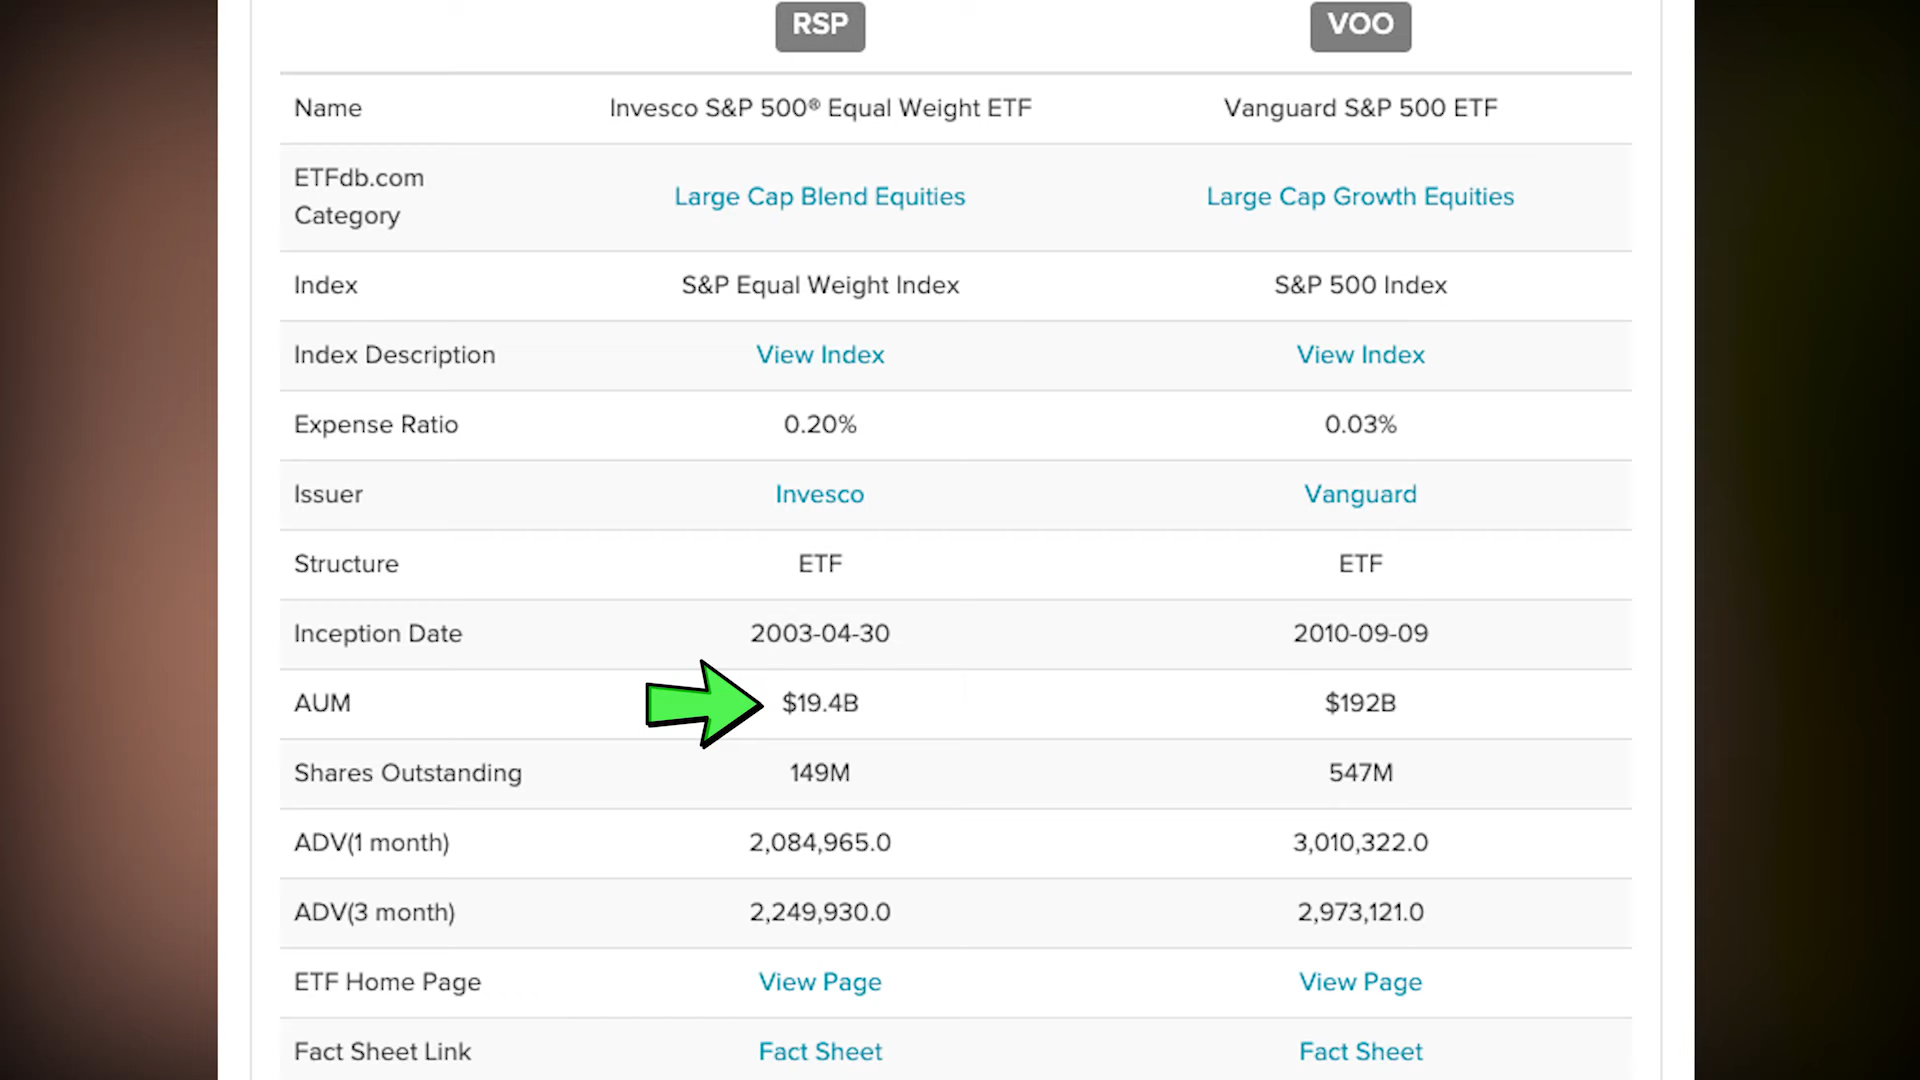 RSP VOO
Name Invesco S&P 500® Equal Weight ETF Vanguard S&P 500 ETF
ETFdb.com
Category Large Cap Blend Equities Large Cap Growth Equities
Index S&P Equal Weight Index S&P 500 Index
Index Description View Index View Index
Expense Ratio 0.20% 0.03%
Issuer Invesco Vanguard
Structure ETF ETF
Inception Date 2003-04-30 2010-09-09
AUM $19.4B $192B
Shares Outstanding 149M 547M
ADV(1 month) 2,084,965.0 3,010,322.0
ADV(3 month) 2,249,930.0 2,973,121.0
ETF Home Page View Page View Page
Fact Sheet Link Fact Sheet Fact Sheet